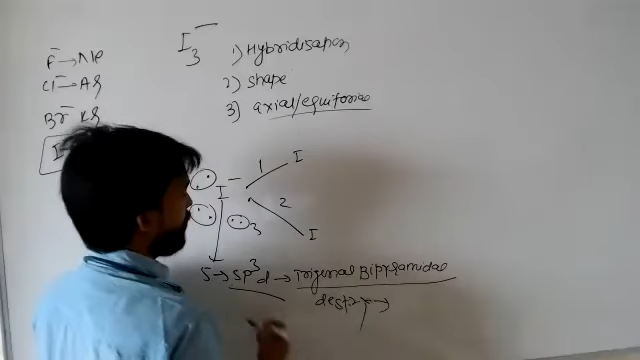 I3⁻
1) Hybridisation
2) Shape
3) axial/equitorial
F⁻→Ne
Cl⁻→Ar
Br⁻ Kr
I
1 I
I⁻
2
3
I
5→sp³d→Trigonal Bipyramidal